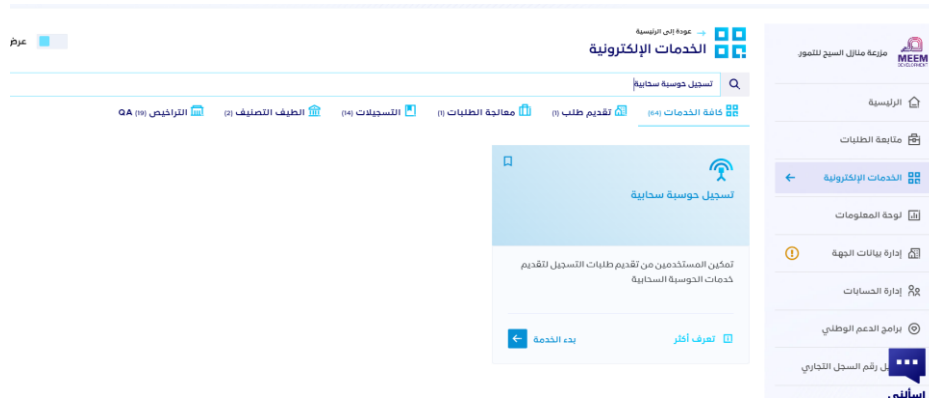 عودة إلى الرئيسية
الخدمات الإلكترونية
عرض
تسجيل حوسبة سحابية
كافة الخدمات (64)
تقديم طلب (1)
معالجة الطلبات (1)
التسجيلات (14)
الطيف التصنيف (2)
التراخيص QA (19)
تسجيل حوسبة سحابية
تمكين المستخدمين من تقديم طلبات التسجيل لتقديم
خدمات الحوسبة السحابية
تعرف أكثر
بدء الخدمة
MEEM
DEVELOPMENT
مزرعة منازل السيح للتمور
الرئيسية
متابعة الطلبات
الخدمات الإلكترونية
لوحة المعلومات
إدارة بيانات الجهة
إدارة الحسابات
برامج الدعم الوطني
رقم السجل التجاري
اسألني